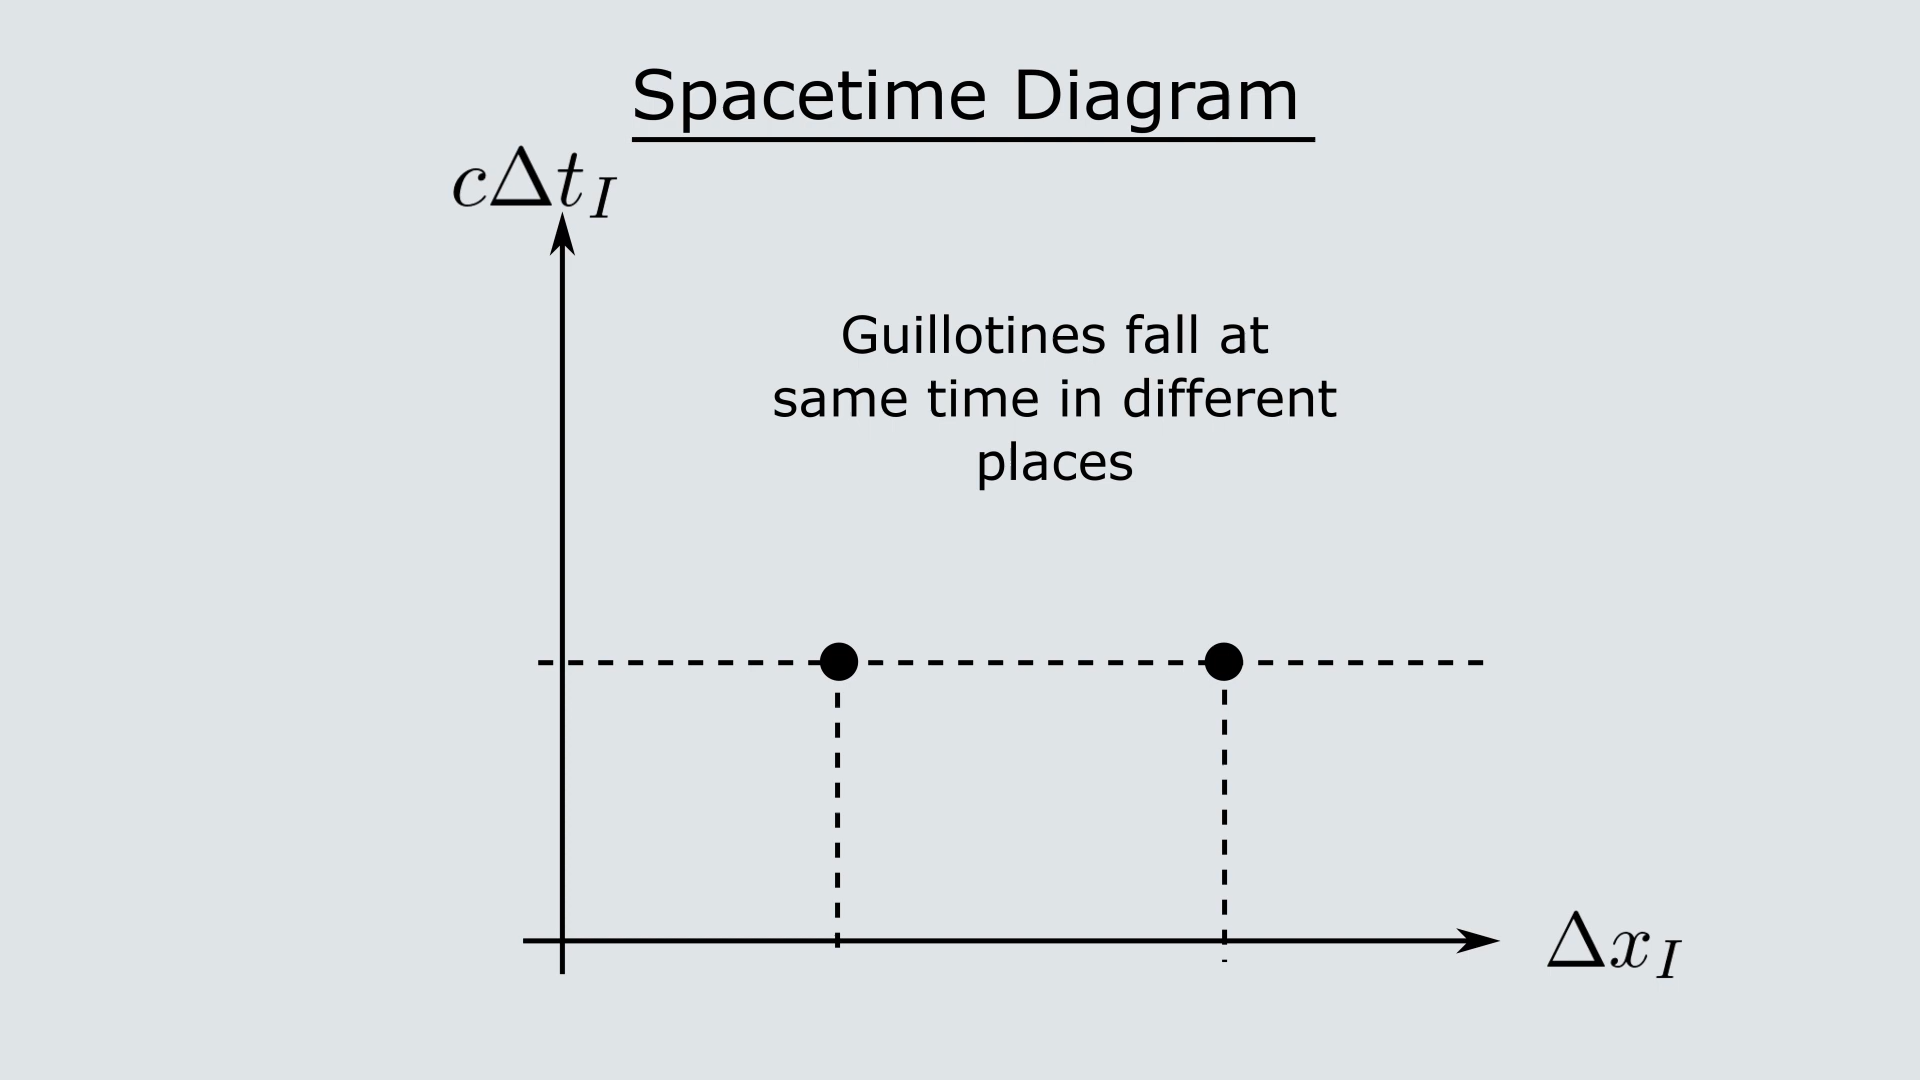 Spacetime Diagram
cΔt_I
Guillotines fall at
same time in different
places
Δx_I